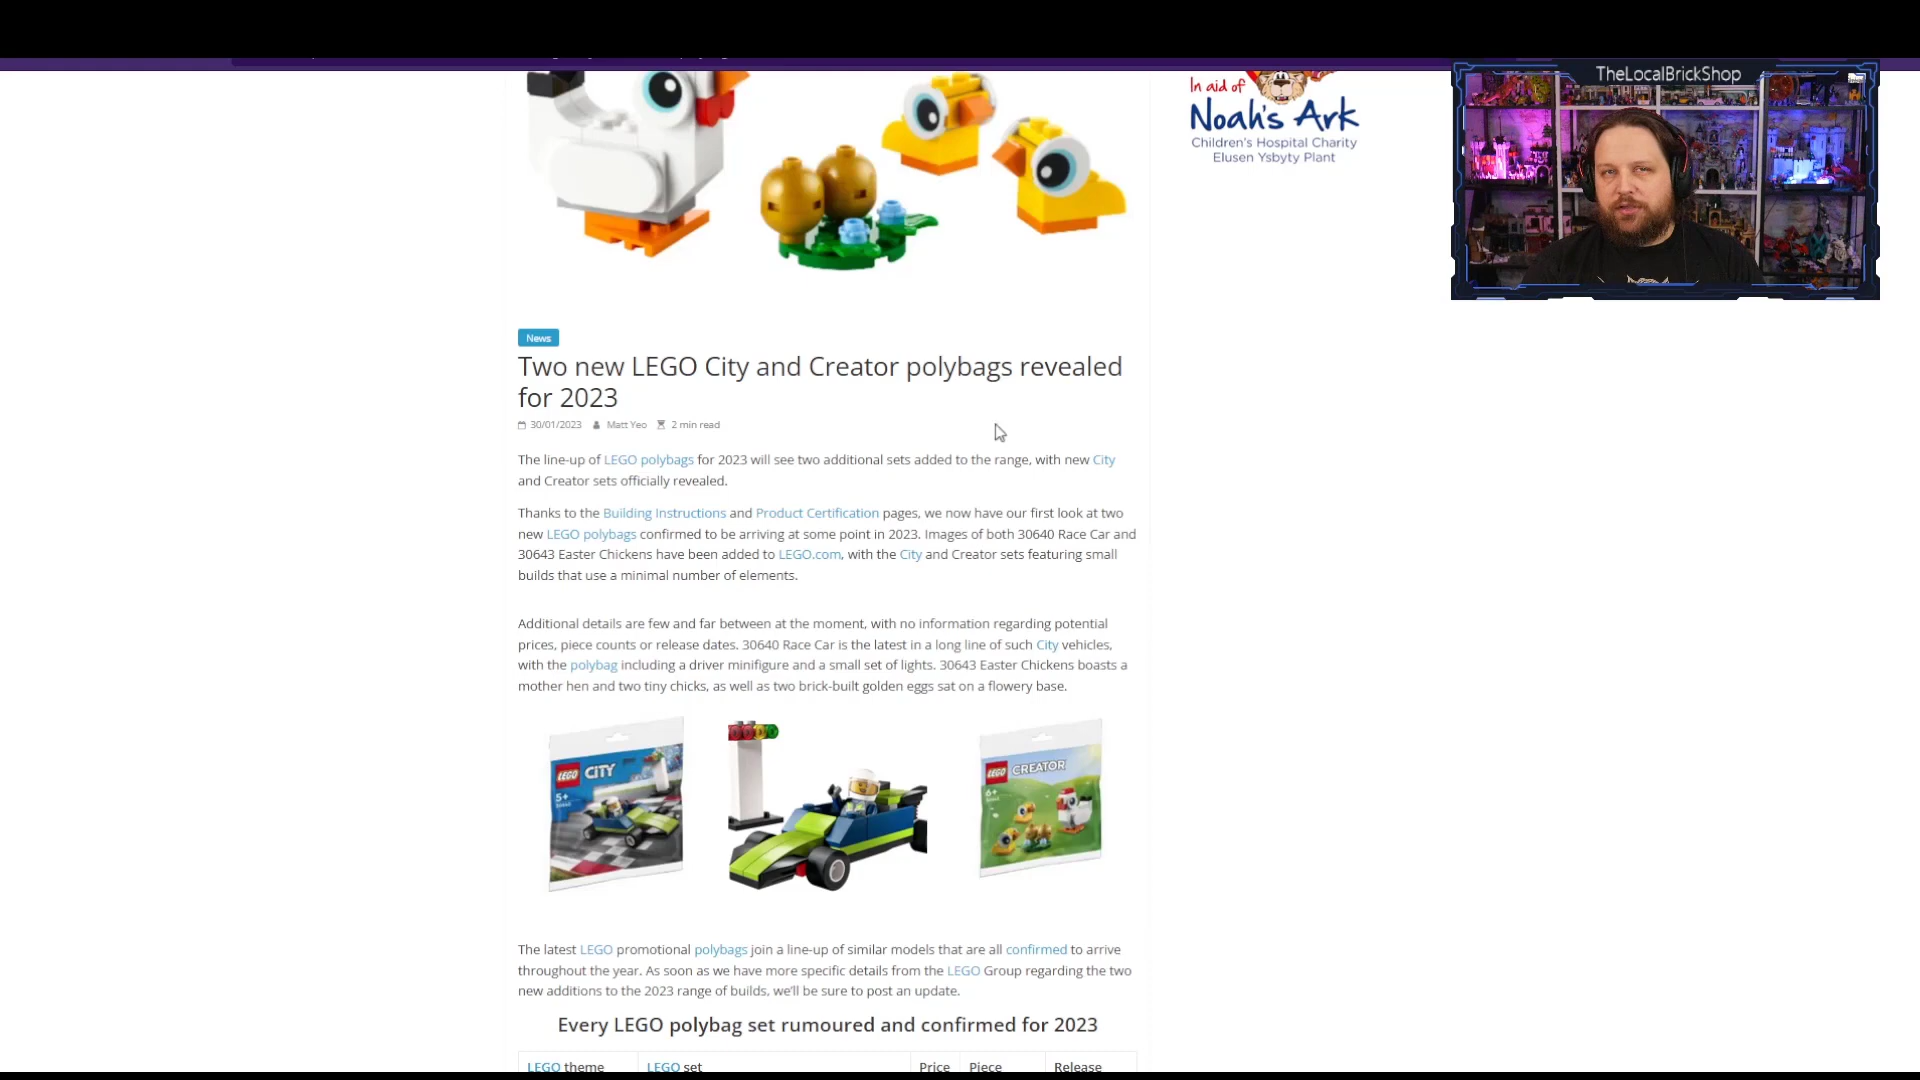 TheLocalBrickShop
In aid of
Noah's Ark
Children's Hospital Charity
Elusen Ysbyty Plant
News
Two new LEGO City and Creator polybags revealed
for 2023
30/01/2023 Matt Yeo 2 min read
The line-up of LEGO polybags for 2023 will see two additional sets added to the range, with new City
and Creator sets officially revealed.
Thanks to the Building Instructions and Product Certification pages, we now have our first look at two
new LEGO polybags confirmed to be arriving at some point in 2023. Images of both 30640 Race Car and
30643 Easter Chickens have been added to LEGO.com, with the City and Creator sets featuring small
builds that use a minimal number of elements.
Additional details are few and far between at the moment, with no information regarding potential
prices, piece counts or release dates. 30640 Race Car is the latest in a long line of such City vehicles,
with the polybag including a driver minifigure and a small set of lights. 30643 Easter Chickens boasts a
mother hen and two tiny chicks, as well as two brick-built golden eggs sat on a flowery base.
LEGO CITY
5+
LEGO CREATOR
6+
The latest LEGO promotional polybags join a line-up of similar models that are all confirmed to arrive
throughout the year. As soon as we have more specific details from the LEGO Group regarding the two
new additions to the 2023 range of builds, we'll be sure to post an update.
Every LEGO polybag set rumoured and confirmed for 2023
LEGO theme LEGO set Price Piece Release